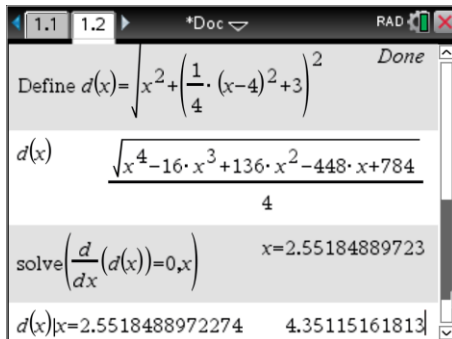 1.1 1.2 *Doc RAD
Define d(x)=√(x²+(1/4·(x−4)²+3)²) Done
d(x) √(x⁴−16·x³+136·x²−448·x+784)/4
solve(d/dx(d(x))=0,x) x=2.55184889723
d(x)|x=2.5518488972274 4.35115161813